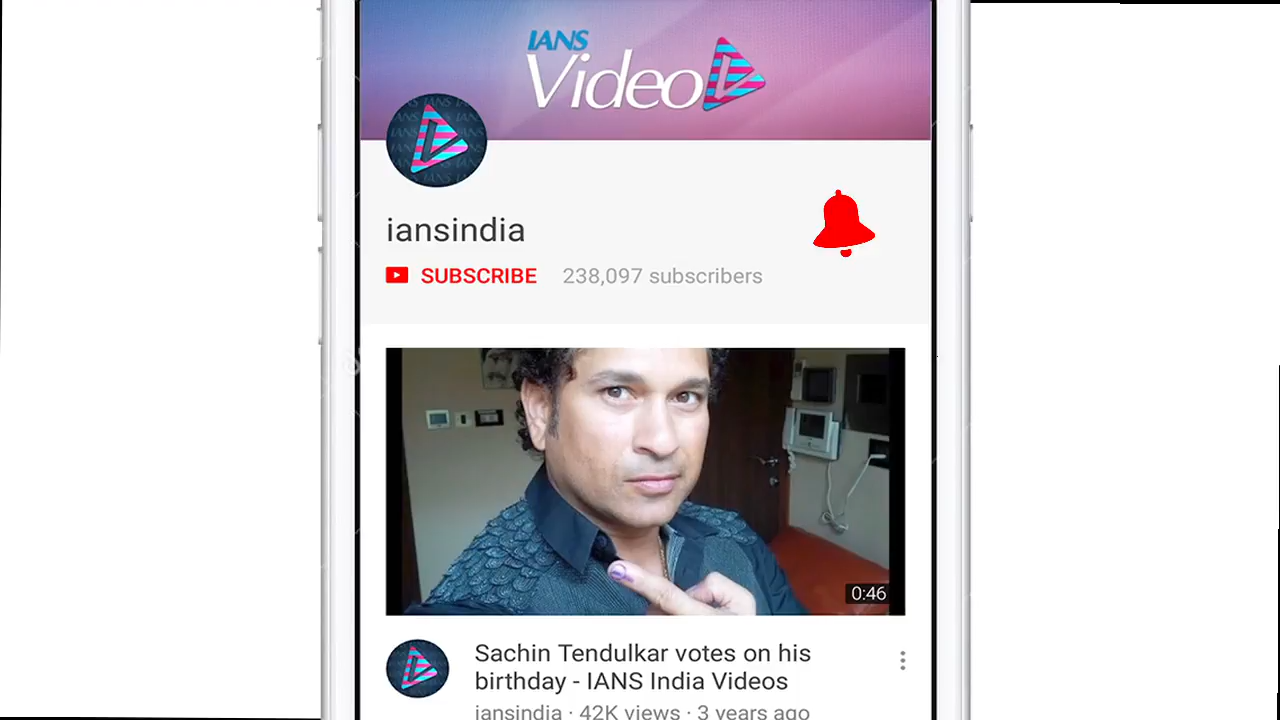 IANS
Video
iansindia
SUBSCRIBE 238,097 subscribers
0:46
Sachin Tendulkar votes on his
birthday - IANS India Videos
iansindia · 42K views · 3 years ago